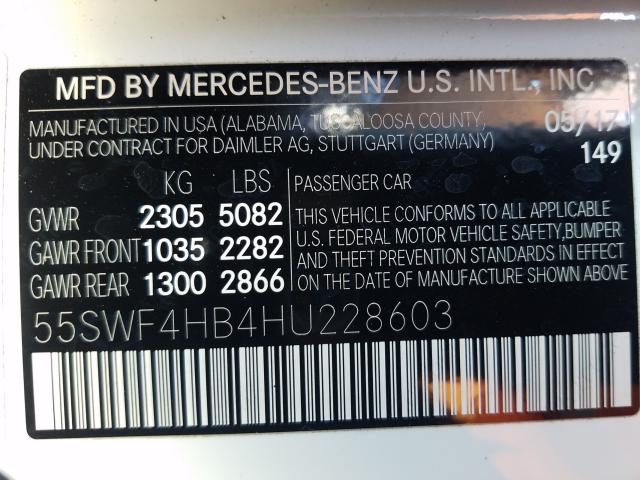 MFD BY MERCEDES-BENZ U.S. INTL., INC
MANUFACTURED IN USA (ALABAMA, TUSCALOOSA COUNTY, 05/17
UNDER CONTRACT FOR DAIMLER AG, STUTTGART (GERMANY) 149
KG LBS PASSENGER CAR
GVWR 2305 5082 THIS VEHICLE CONFORMS TO ALL APPLICABLE
U.S. FEDERAL MOTOR VEHICLE SAFETY,BUMPER
GAWR FRONT 1035 2282 AND THEFT PREVENTION STANDARDS IN EFFECT
GAWR REAR 1300 2866 ON THE DATE OF MANUFACTURE SHOWN ABOVE
55SWF4HB4HU228603